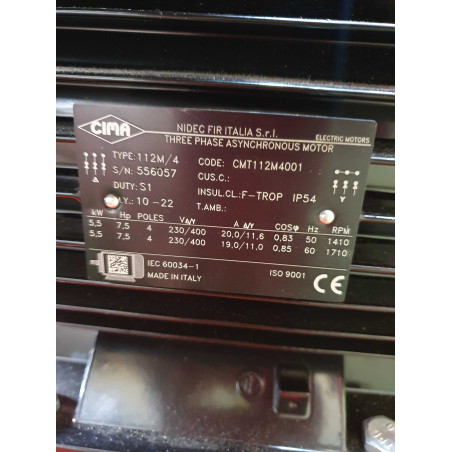 CIMA
NIDEC FIR ITALIA S.r.l.
THREE PHASE ASYNCHRONOUS MOTOR
ELECTRIC MOTORS
TYPE: 112M/4 CODE: CMT112M4001
S/N: 556057 CUS.C.:
DUTY: S1 INSUL.CL.: F-TROP IP54
M./Y.: 10-22 T.AMB.:
Δ Y
kW Hp POLES V Δ/Y A Δ/Y COSφ Hz RPM
5,5 7,5 4 230/400 20,0/11,6 0,83 50 1410
5,5 7,5 4 230/400 19,0/11,0 0,85 60 1710
IEC 60034-1
MADE IN ITALY
ISO 9001 CE